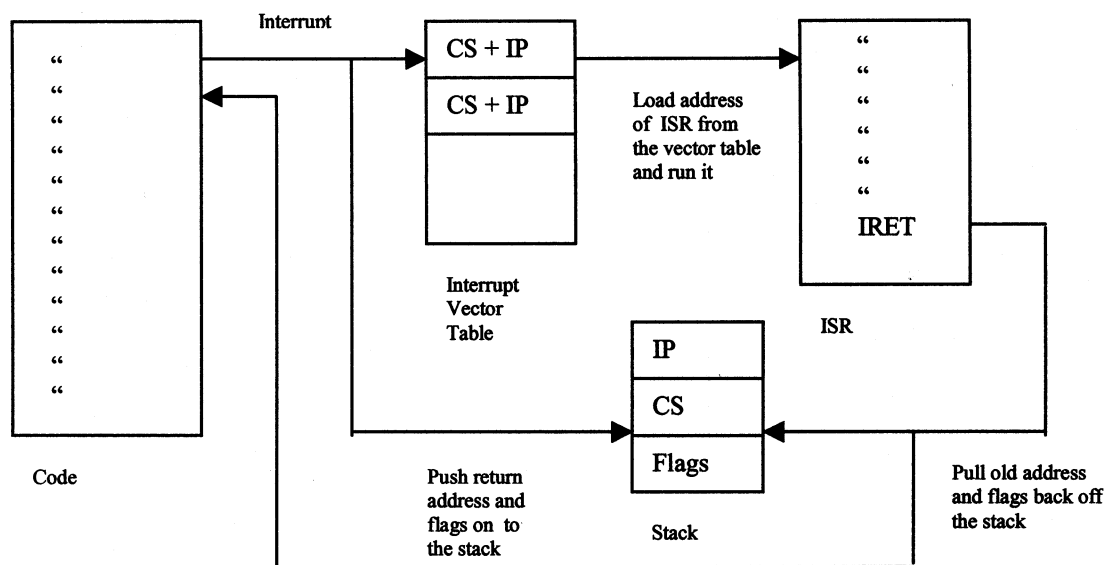 Interrupt
“
“
“
“
“
“
“
“
“
“
“
“
Code
CS + IP
CS + IP
Interrupt
Vector
Table
Load address
of ISR from
the vector table
and run it
“
“
“
“
“
“
IRET
ISR
IP
CS
Flags
Stack
Push return
address and
flags on to
the stack
Pull old address
and flags back off
the stack